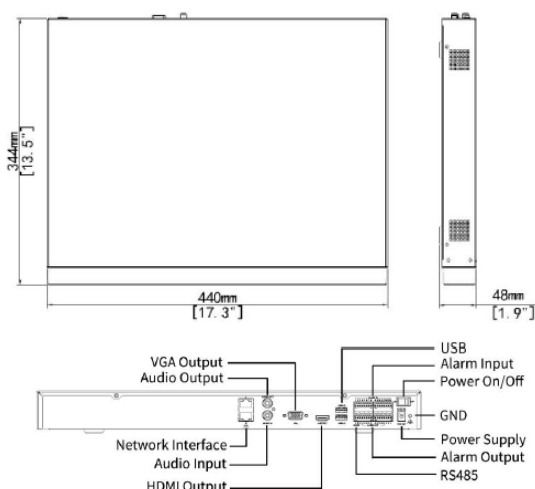 344mm
[13.5"]
440mm
[17.3"]
48mm
[1.9"]
VGA Output
Audio Output
USB
Alarm Input
Power On/Off
GND
Network Interface
Audio Input
HDMI Output
Power Supply
Alarm Output
RS485